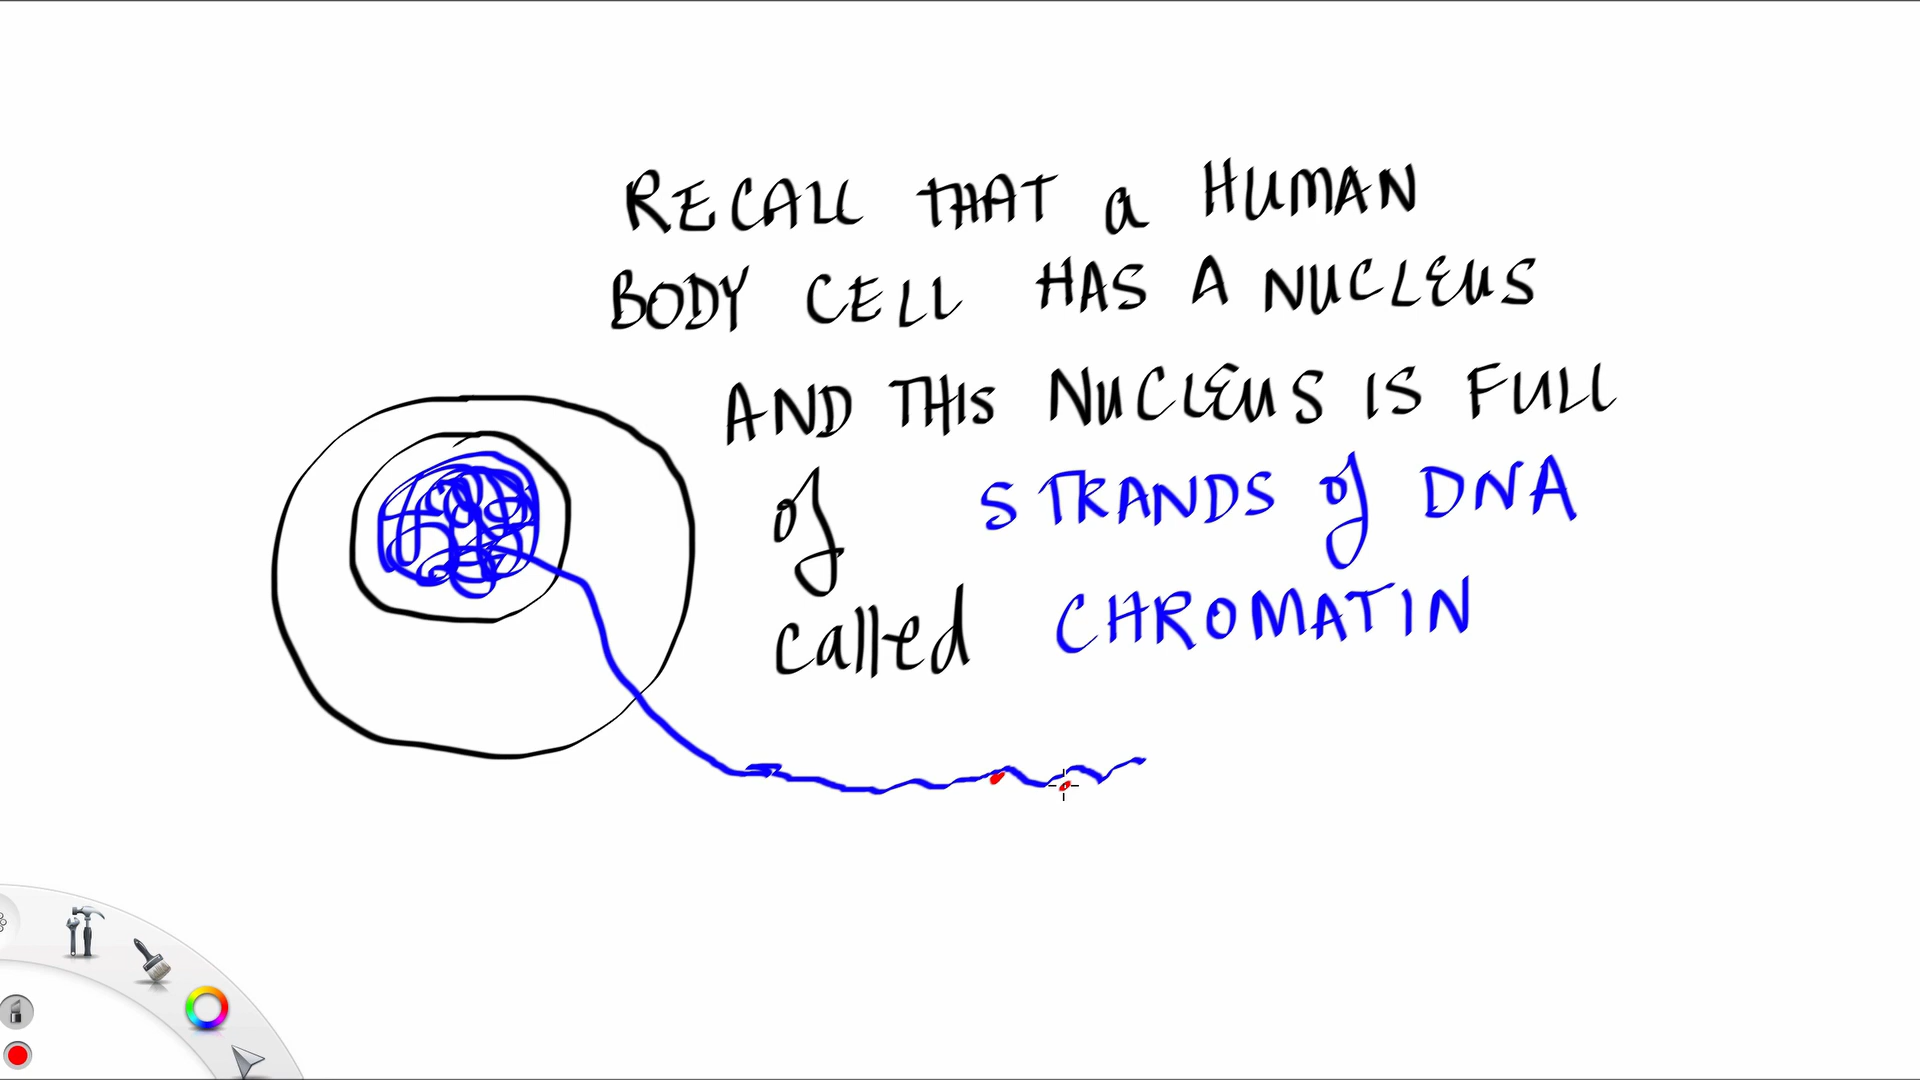 RECALL THAT a HUMAN
BODY CELL HAS A NUCLEUS
AND THIS NUCLEUS IS FULL
of STRANDS of DNA
called CHROMATIN